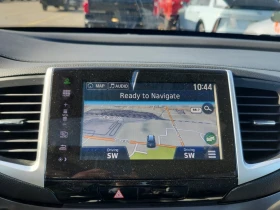 MAP AUDIO 10:44
Ready to Navigate
Driving Driving
SW SW